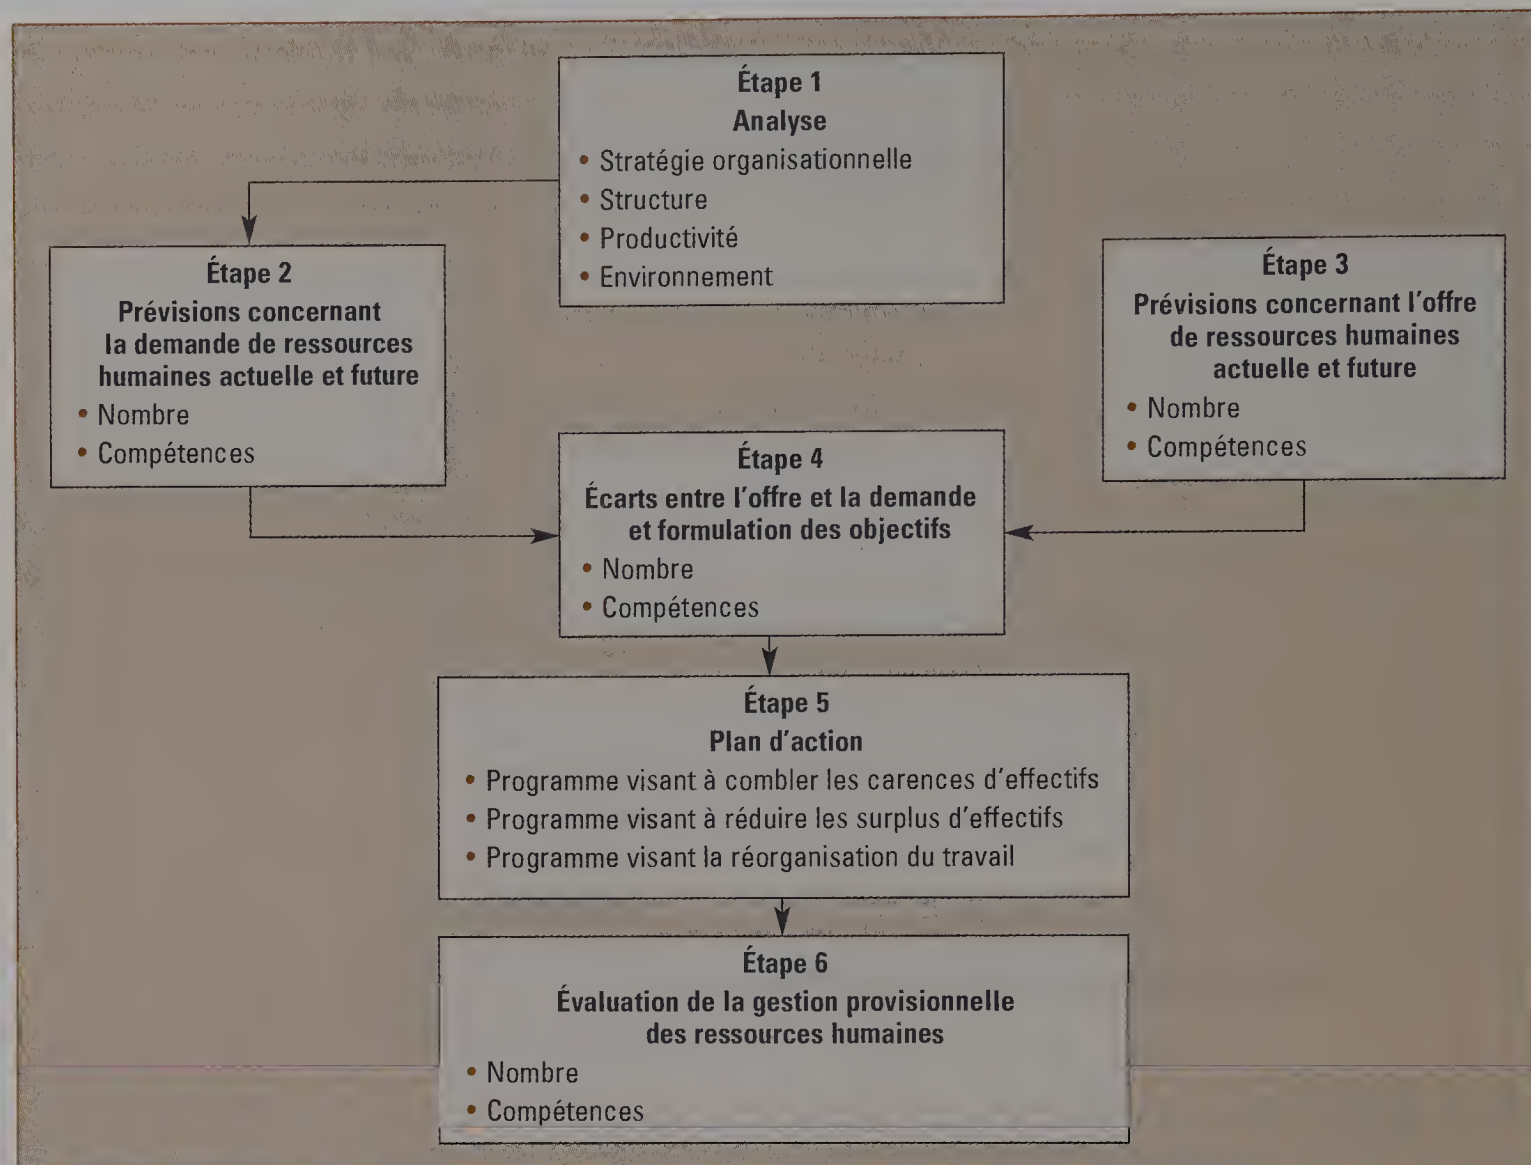 Étape 1
Analyse
• Stratégie organisationnelle
• Structure
• Productivité
• Environnement
Étape 2
Prévisions concernant
la demande de ressources
humaines actuelle et future
• Nombre
• Compétences
Étape 3
Prévisions concernant l'offre
de ressources humaines
actuelle et future
• Nombre
• Compétences
Étape 4
Écarts entre l'offre et la demande
et formulation des objectifs
• Nombre
• Compétences
Étape 5
Plan d'action
• Programme visant à combler les carences d'effectifs
• Programme visant à réduire les surplus d'effectifs
• Programme visant la réorganisation du travail
Étape 6
Évaluation de la gestion provisionnelle
des ressources humaines
• Nombre
• Compétences